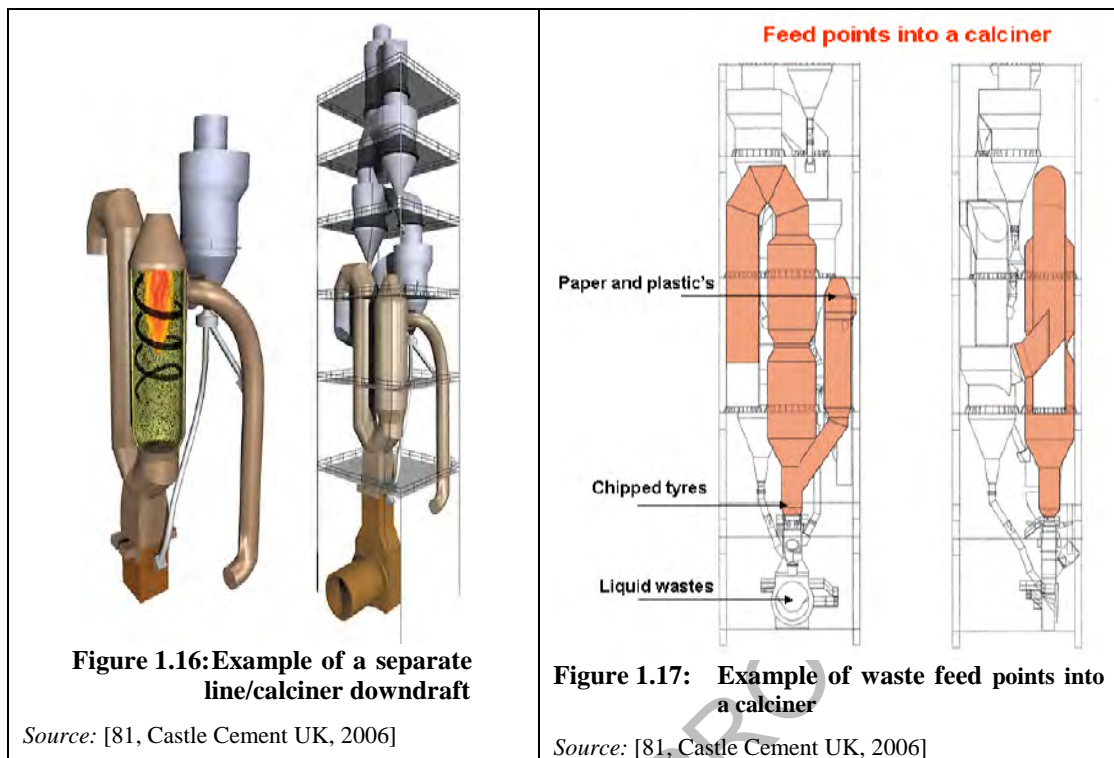 Figure 1.16:Example of a separate
line/calciner downdraft
Source: [81, Castle Cement UK, 2006]
Feed points into a calciner
Paper and plastic's
Chipped tyres
Liquid wastes
Figure 1.17: Example of waste feed points into
a calciner
Source: [81, Castle Cement UK, 2006]